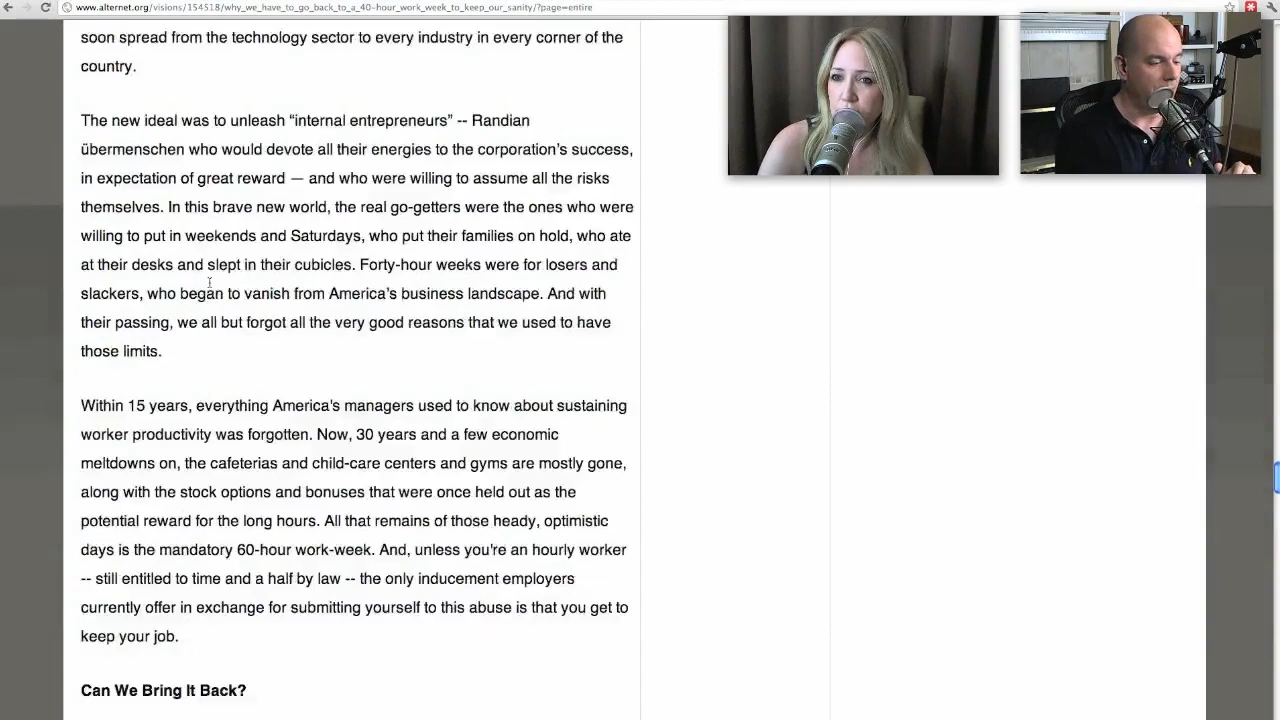 www.alternet.org/visions/154518/why_we_have_to_go_back_to_a_40-hour_work_week_to_keep_our_sanity/?page=entire
soon spread from the technology sector to every industry in every corner of the
country.
The new ideal was to unleash “internal entrepreneurs” -- Randian
übermenschen who would devote all their energies to the corporation’s success,
in expectation of great reward — and who were willing to assume all the risks
themselves. In this brave new world, the real go-getters were the ones who were
willing to put in weekends and Saturdays, who put their families on hold, who ate
at their desks and slept in their cubicles. Forty-hour weeks were for losers and
slackers, who began to vanish from America’s business landscape. And with
their passing, we all but forgot all the very good reasons that we used to have
those limits.
Within 15 years, everything America's managers used to know about sustaining
worker productivity was forgotten. Now, 30 years and a few economic
meltdowns on, the cafeterias and child-care centers and gyms are mostly gone,
along with the stock options and bonuses that were once held out as the
potential reward for the long hours. All that remains of those heady, optimistic
days is the mandatory 60-hour work-week. And, unless you're an hourly worker
-- still entitled to time and a half by law -- the only inducement employers
currently offer in exchange for submitting yourself to this abuse is that you get to
keep your job.
Can We Bring It Back?